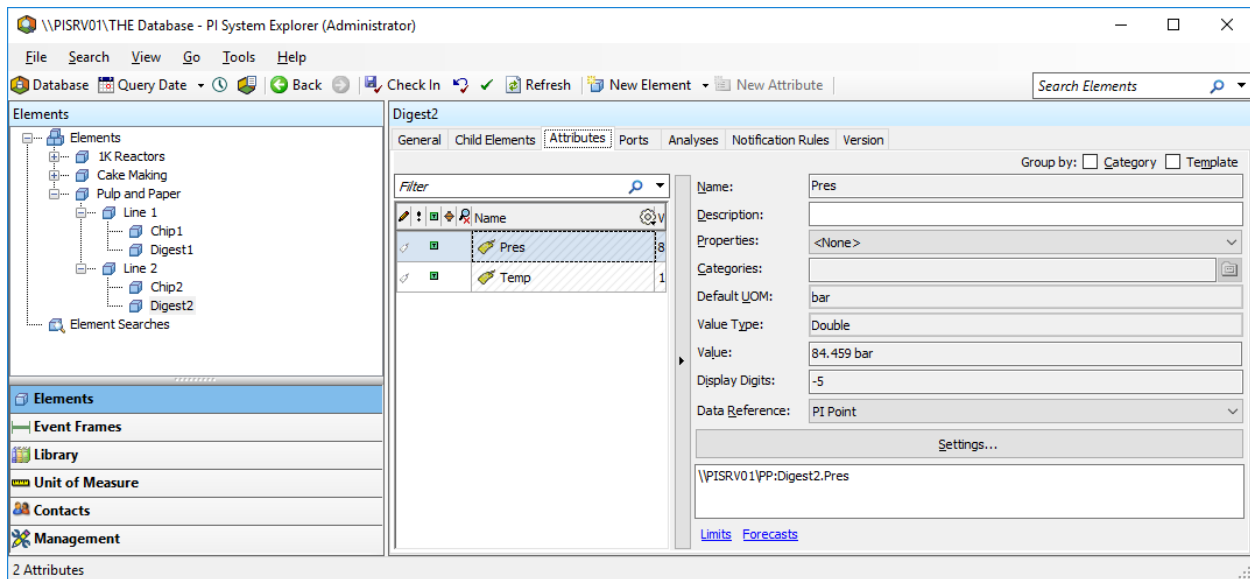 \\PISRV01\THE Database - PI System Explorer (Administrator)
File Search View Go Tools Help
Database Query Date Back Check In Refresh New Element New Attribute Search Elements
Elements
Elements
1K Reactors
Cake Making
Pulp and Paper
Line 1
Chip1
Digest1
Line 2
Chip2
Digest2
Element Searches
Elements
Event Frames
Library
Unit of Measure
Contacts
Management
Digest2
General Child Elements Attributes Ports Analyses Notification Rules Version
Group by: Category Template
Filter
Name V
Pres 8
Temp 1
Name: Pres
Description:
Properties: <None>
Categories:
Default UOM: bar
Value Type: Double
Value: 84.459 bar
Display Digits: -5
Data Reference: PI Point
Settings...
\\PISRV01\PP:Digest2.Pres
Limits Forecasts
2 Attributes